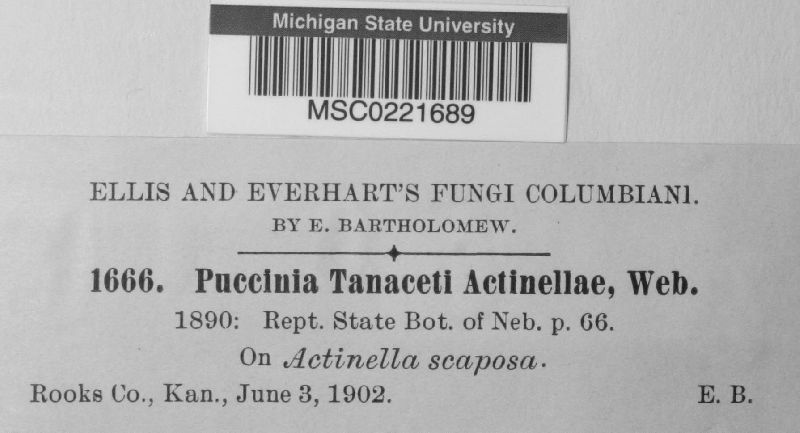 Michigan State University
MSC0221689
ELLIS AND EVERHART'S FUNGI COLUMBIANI.
BY E. BARTHOLOMEW.
1666. Puccinia Tanaceti Actinellae, Web.
1890: Rept. State Bot. of Neb. p. 66.
On Actinella scaposa.
Rooks Co., Kan., June 3, 1902. E. B.